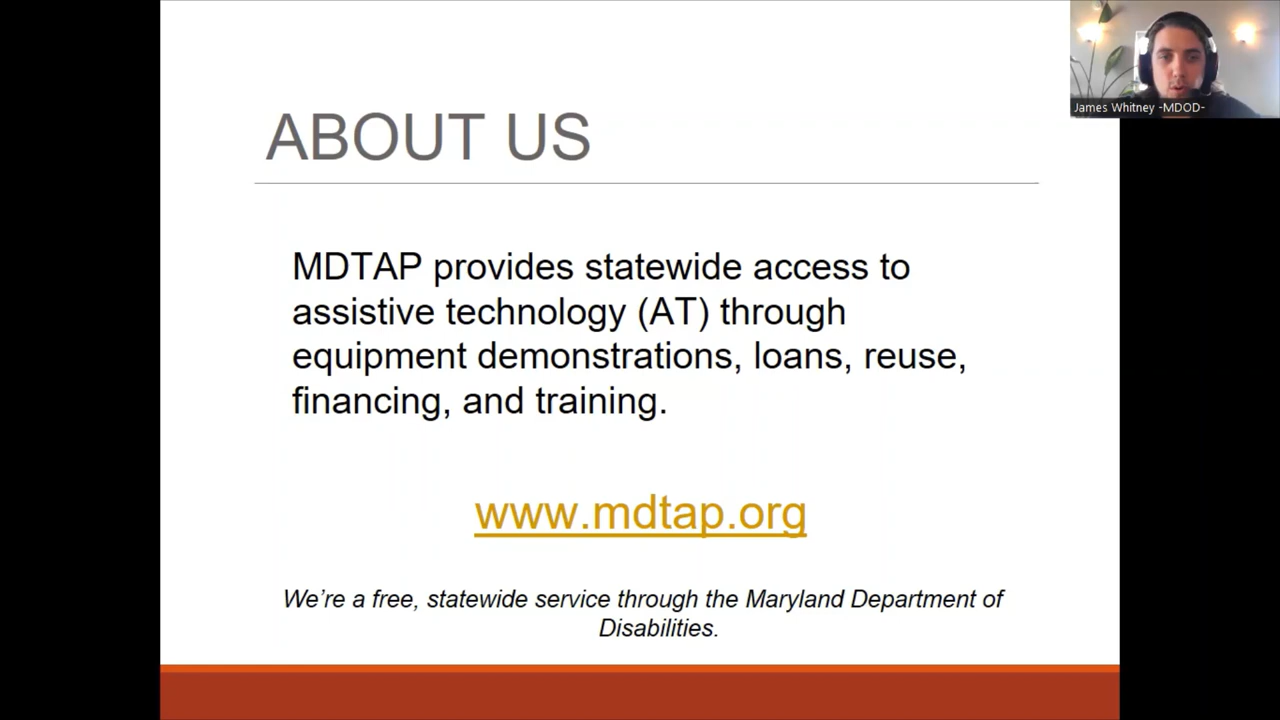 ABOUT US
James Whitney -MDOD-
MDTAP provides statewide access to
assistive technology (AT) through
equipment demonstrations, loans, reuse,
financing, and training.
www.mdtap.org
We’re a free, statewide service through the Maryland Department of
Disabilities.